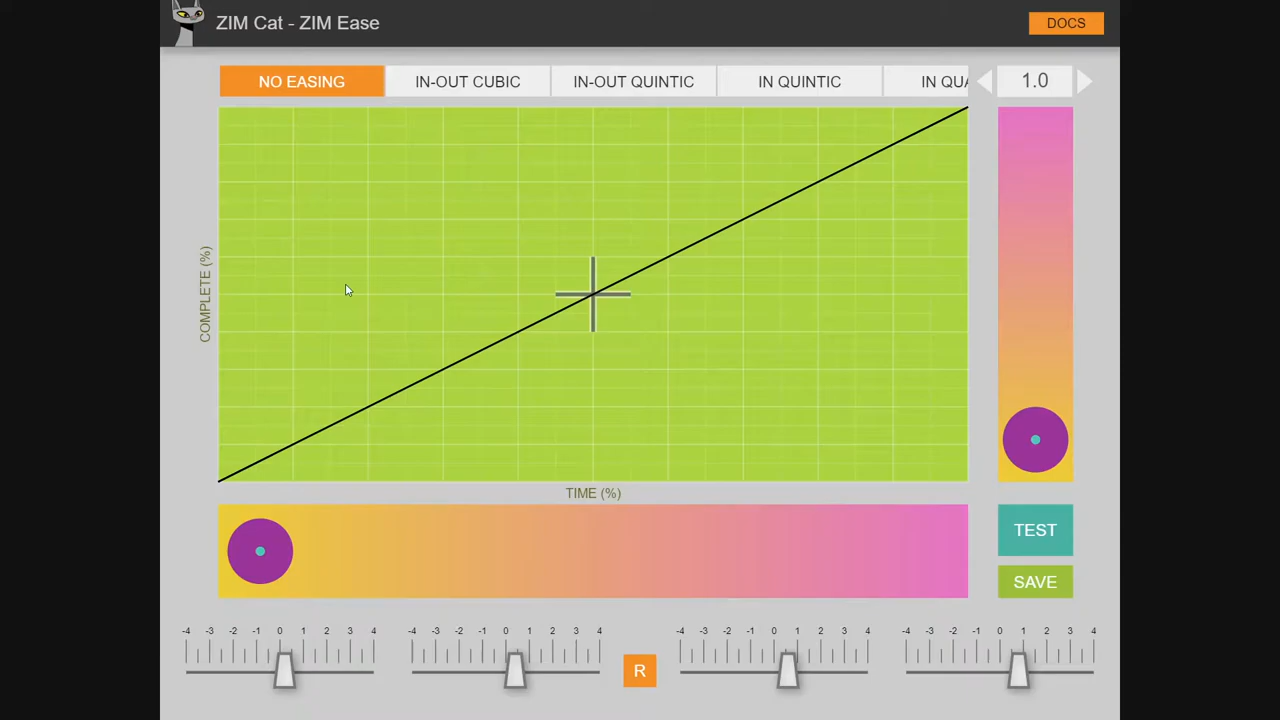 ZIM Cat - ZIM Ease
DOCS
NO EASING
IN-OUT CUBIC
IN-OUT QUINTIC
IN QUINTIC
IN QUA
1.0
COMPLETE (%)
TIME (%)
TEST
SAVE
-4 -3 -2 -1 0 1 2 3 4
-4 -3 -2 -1 0 1 2 3 4
R
-4 -3 -2 -1 0 1 2 3 4
-4 -3 -2 -1 0 1 2 3 4